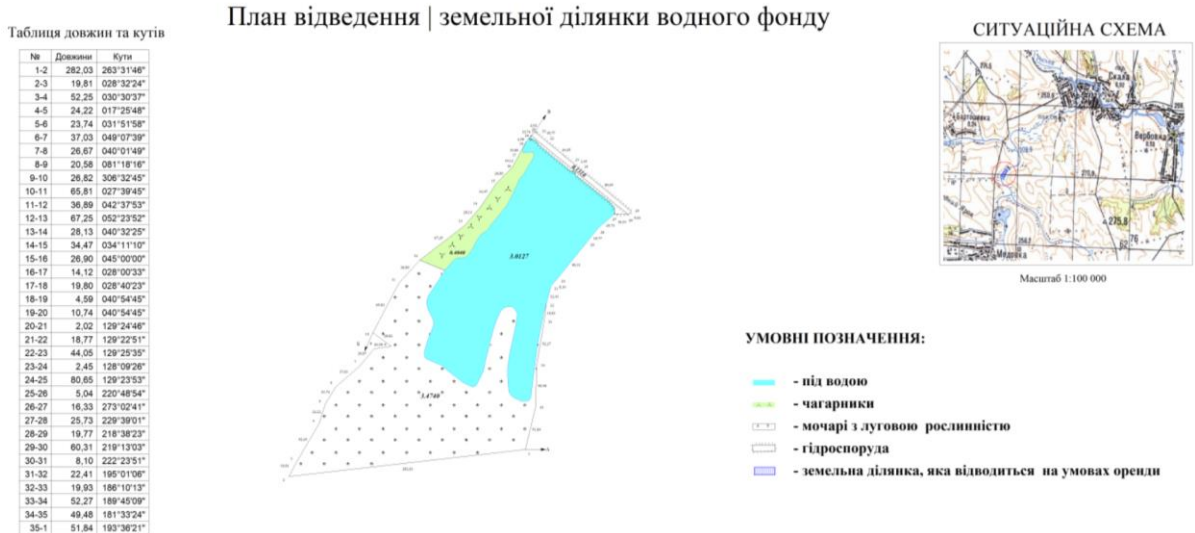 План відведення | земельної ділянки водного фонду
Таблиця довжин та кутів
№ Довжини Кути
1-2 282,03 263°31'46"
2-3 19,81 028°32'24"
3-4 52,25 030°30'37"
4-5 24,22 017°25'48"
5-6 23,74 031°51'58"
6-7 37,03 049°07'39"
7-8 26,67 040°01'49"
8-9 20,58 081°18'16"
9-10 26,82 306°32'45"
10-11 65,81 027°39'45"
11-12 36,89 042°37'53"
12-13 67,25 052°23'52"
13-14 28,13 040°32'25"
14-15 34,47 034°11'10"
15-16 26,90 045°00'00"
16-17 14,12 028°00'33"
17-18 19,80 028°40'23"
18-19 4,59 040°54'45"
19-20 10,74 040°54'45"
20-21 2,02 129°24'46"
21-22 18,77 129°22'51"
22-23 44,05 129°25'35"
23-24 2,45 128°09'26"
24-25 80,65 129°23'53"
25-26 5,04 220°48'54"
26-27 16,33 273°02'41"
27-28 25,73 229°39'01"
28-29 19,77 218°38'23"
29-30 60,31 219°13'03"
30-31 8,10 222°23'51"
31-32 22,41 195°01'06"
32-33 19,93 186°10'13"
33-34 52,27 189°45'09"
34-35 49,48 181°33'24"
35-1 51,84 193°36'21"
3.0127
3.4740
СИТУАЦІЙНА СХЕМА
Скала
Вербовка
275,8
Медовка
Масштаб 1:100 000
УМОВНІ ПОЗНАЧЕННЯ:
- під водою
- чагарники
- мочарі з луговою рослинністю
- гідроспоруда
- земельна ділянка, яка відводиться на умовах оренди